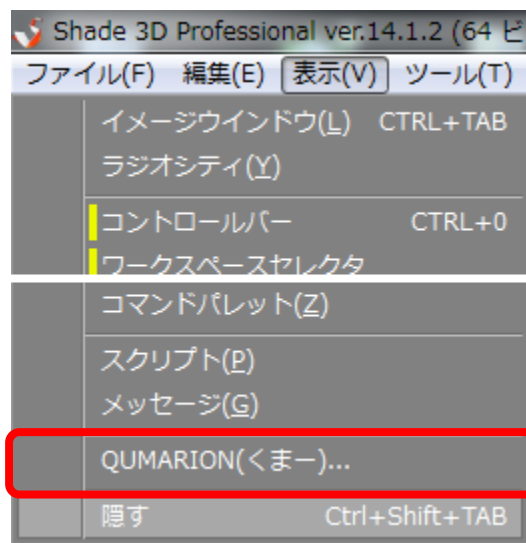 Shade 3D Professional ver.14.1.2 (64 ビ
ファイル(F) 編集(E) 表示(V) ツール(T)
イメージウインドウ(L) CTRL+TAB
ラジオシティ(Y)
コントロールバー CTRL+0
ワークスペースセレクタ
コマンドパレット(Z)
スクリプト(P)
メッセージ(G)
QUMARION(くまー)...
隠す Ctrl+Shift+TAB